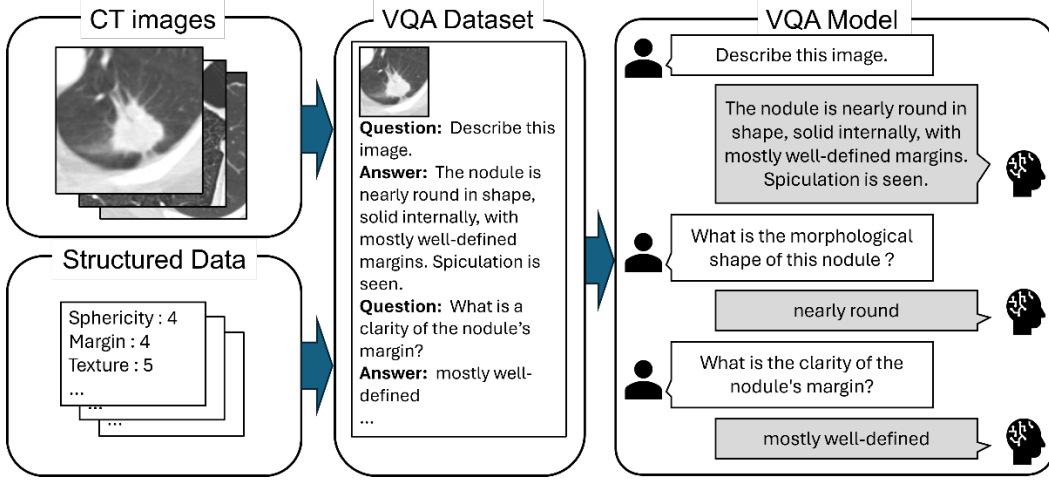 CT images
Structured Data
Sphericity : 4
Margin : 4
Texture : 5
...
...
...
VQA Dataset
Question: Describe this
image.
Answer: The nodule is
nearly round in shape,
solid internally, with
mostly well-defined
margins. Spiculation is
seen.
Question: What is a
clarity of the nodule's
margin?
Answer: mostly well-
defined
...
VQA Model
Describe this image.
The nodule is nearly round in
shape, solid internally, with
mostly well-defined margins.
Spiculation is seen.
What is the morphological
shape of this nodule ?
nearly round
What is the clarity of the
nodule's margin?
mostly well-defined